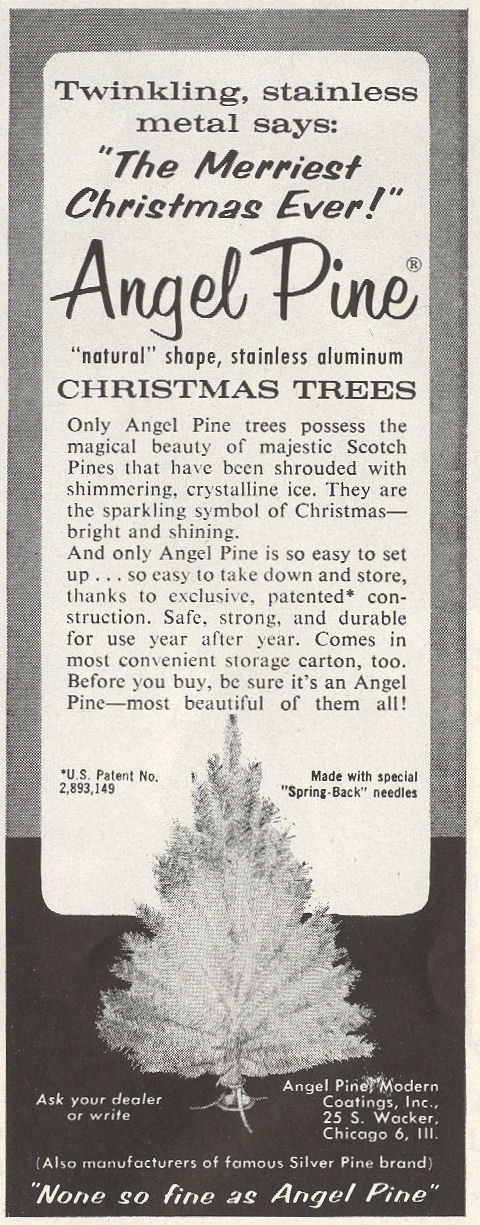 Twinkling, stainless
metal says:
"The Merriest
Christmas Ever!"
Angel Pine®
"natural" shape, stainless aluminum
CHRISTMAS TREES
Only Angel Pine trees possess the
magical beauty of majestic Scotch
Pines that have been shrouded with
shimmering, crystalline ice. They are
the sparkling symbol of Christmas—
bright and shining.
And only Angel Pine is so easy to set
up . . . so easy to take down and store,
thanks to exclusive, patented* con-
struction. Safe, strong, and durable
for use year after year. Comes in
most convenient storage carton, too.
Before you buy, be sure it's an Angel
Pine—most beautiful of them all!
*U.S. Patent No.
2,893,149
Made with special
"Spring-Back" needles
Ask your dealer
or write
Angel Pine, Modern
Coatings, Inc.,
25 S. Wacker,
Chicago 6, Ill.
(Also manufacturers of famous Silver Pine brand)
"None so fine as Angel Pine"